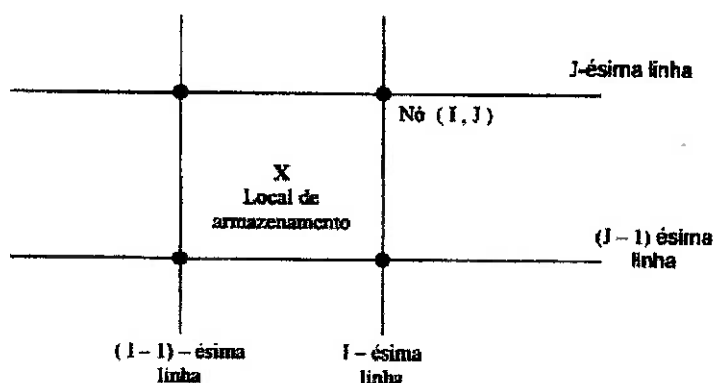 J-ésima linha
Nó ( I , J )
X
Local de
armazenamento
(J – 1) ésima
linha
( I – 1 ) – ésima
linha
I – ésima
linha